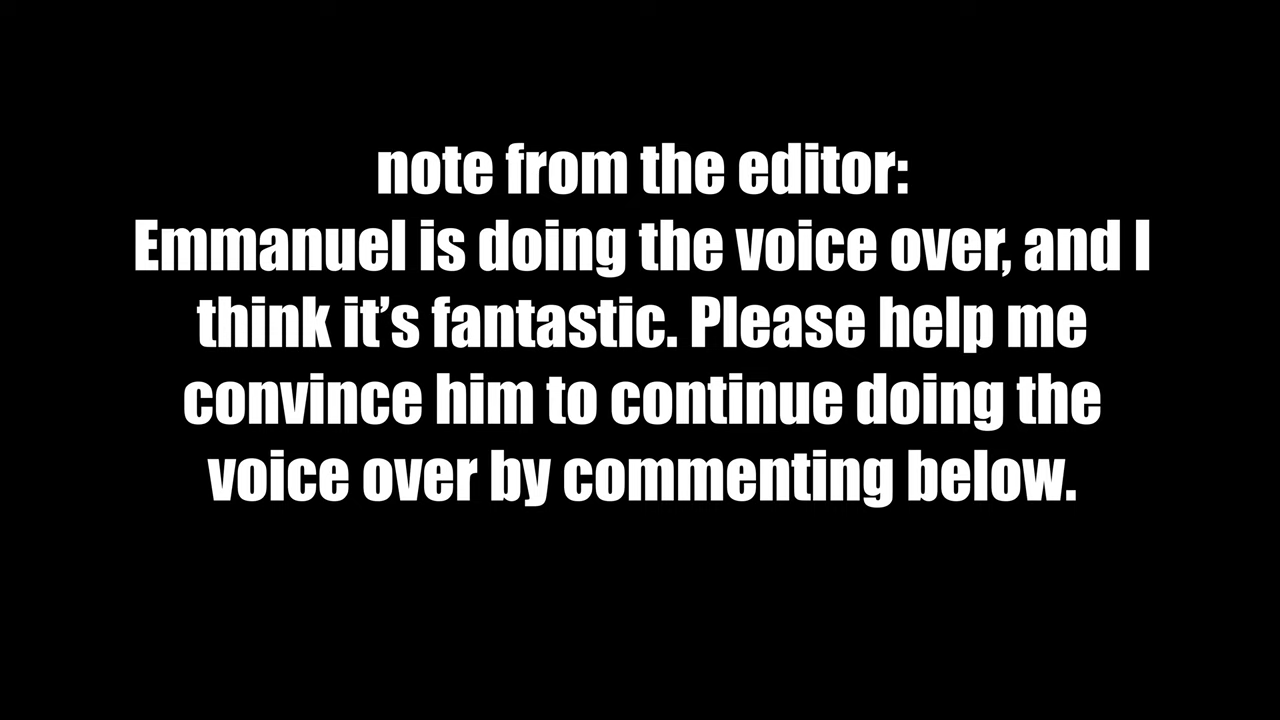 note from the editor:
Emmanuel is doing the voice over, and I
think it’s fantastic. Please help me
convince him to continue doing the
voice over by commenting below.